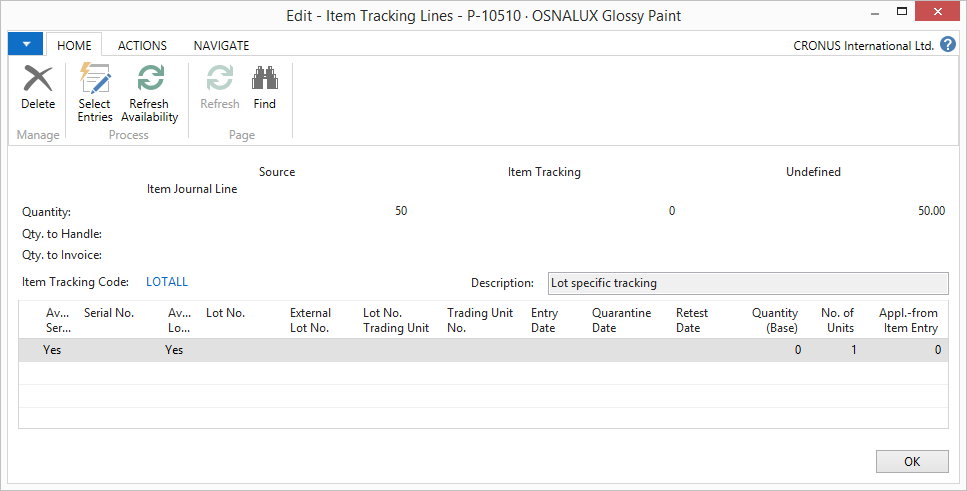 Edit - Item Tracking Lines - P-10510 · OSNALUX Glossy Paint
HOME ACTIONS NAVIGATE CRONUS International Ltd. ?
Delete Select Entries Refresh Availability Refresh Find
Manage Process Page
Source Item Tracking Undefined
Item Journal Line
Quantity: 50 0 50.00
Qty. to Handle:
Qty. to Invoice:
Item Tracking Code: LOTALL Description: Lot specific tracking
Av... Serial No. Av... Lot No. External Lot No. Trading Unit Entry Quarantine Retest Quantity No. of Appl.-from
Ser... Lo... Lot No. Trading Unit No. Date Date Date (Base) Units Item Entry
Yes Yes 0 1 0
OK